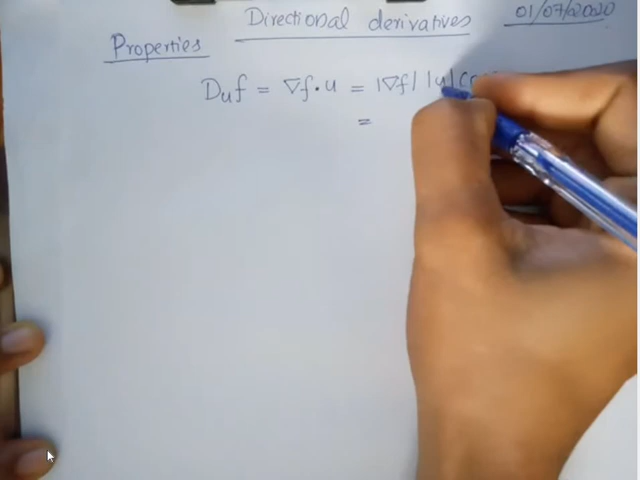 Directional derivatives 01/07/2020
Properties
Duf = ∇f·u = |∇f| |u|
=